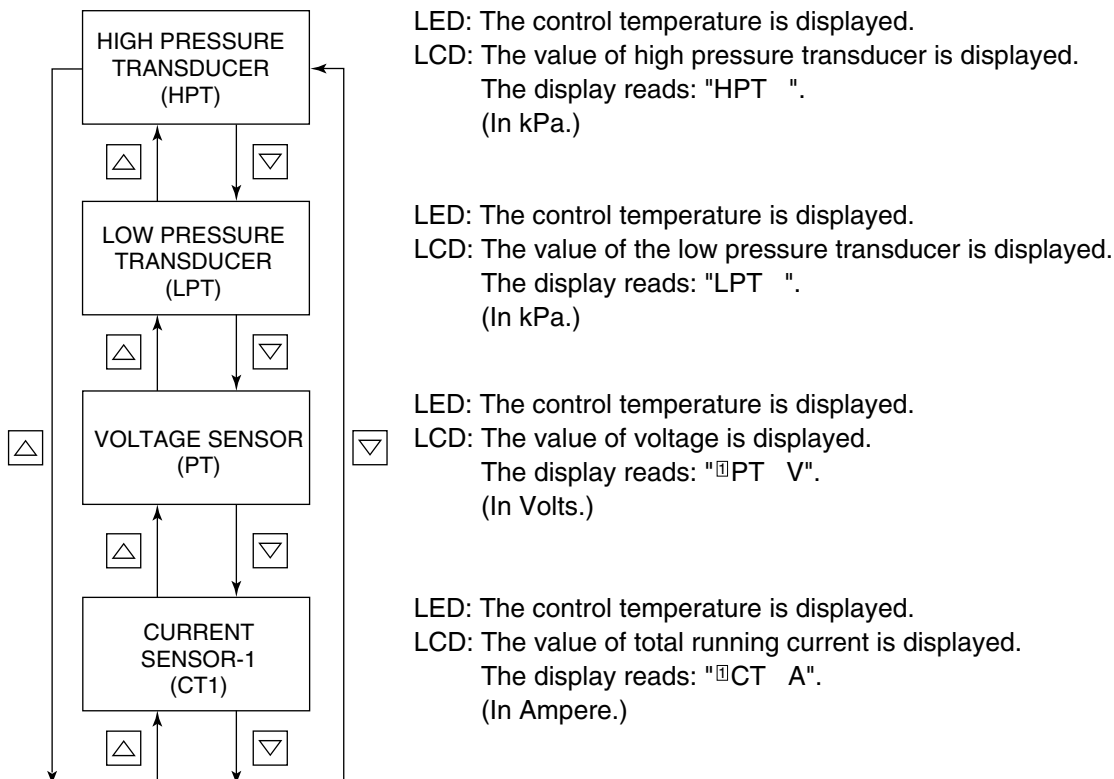 HIGH PRESSURE
TRANSDUCER
(HPT)
LED: The control temperature is displayed.
LCD: The value of high pressure transducer is displayed.
The display reads: "HPT ".
(In kPa.)
LOW PRESSURE
TRANSDUCER
(LPT)
LED: The control temperature is displayed.
LCD: The value of the low pressure transducer is displayed.
The display reads: "LPT ".
(In kPa.)
VOLTAGE SENSOR
(PT)
LED: The control temperature is displayed.
LCD: The value of voltage is displayed.
The display reads: "1PT V".
(In Volts.)
CURRENT
SENSOR-1
(CT1)
LED: The control temperature is displayed.
LCD: The value of total running current is displayed.
The display reads: "1CT A".
(In Ampere.)